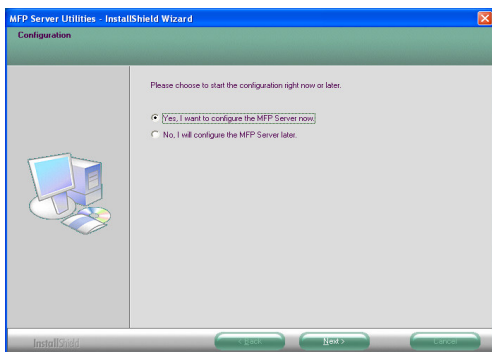 MFP Server Utilities - InstallShield Wizard
Configuration
Please choose to start the configuration right now or later.
Yes, I want to configure the MFP Server now.
No, I will configure the MFP Server later.
InstallShield
< Back
Next >
Cancel